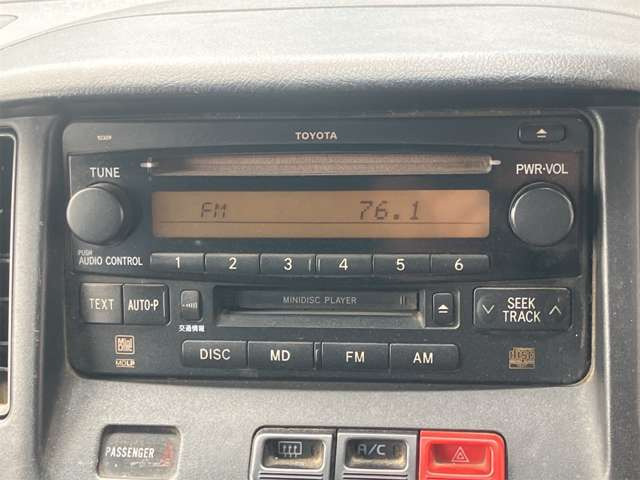 TOYOTA
TUNE
PWR·VOL
FM 76.1
PUSH
AUDIO CONTROL
1 2 3 4 5 6
TEXT AUTO·P
MINIDISC PLAYER
SEEK
TRACK
交通情報
MDLP
DISC MD FM AM
PASSENGER
A/C